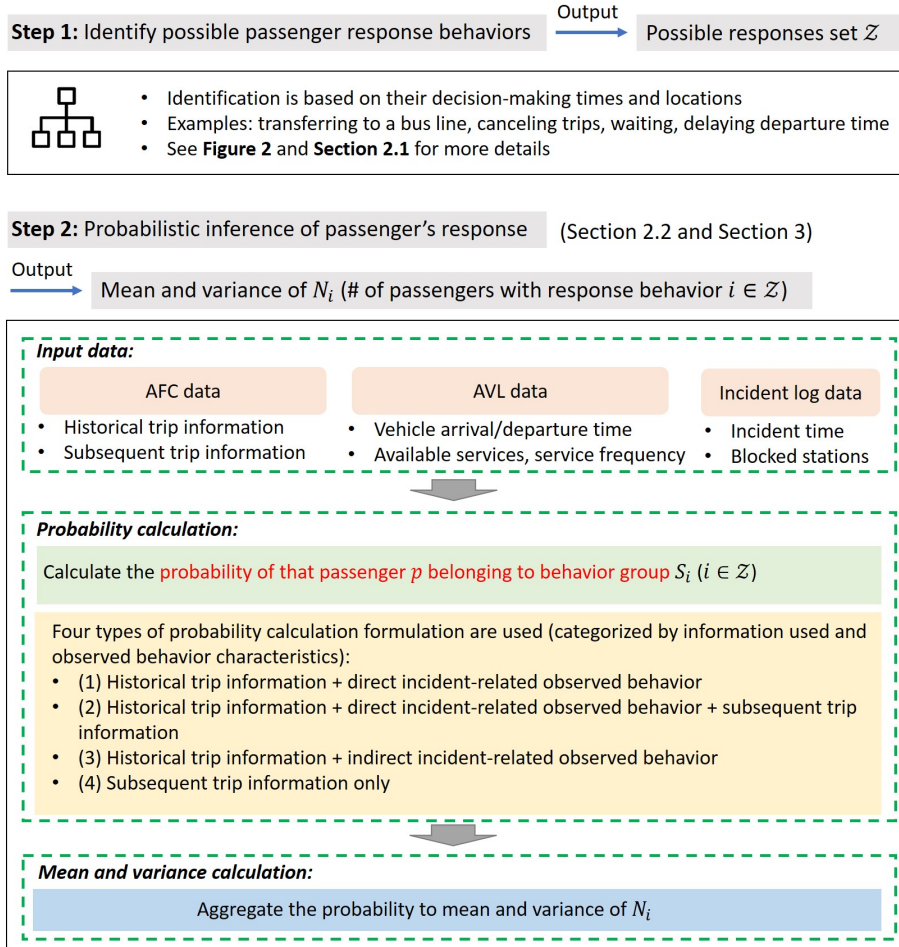 Output
Step 1: Identify possible passenger response behaviors
Possible responses set 𝒵
• Identification is based on their decision-making times and locations
• Examples: transferring to a bus line, canceling trips, waiting, delaying departure time
• See Figure 2 and Section 2.1 for more details
Step 2: Probabilistic inference of passenger's response
(Section 2.2 and Section 3)
Output
Mean and variance of Nᵢ (# of passengers with response behavior i ∈ 𝒵)
Input data:
AFC data
• Historical trip information
• Subsequent trip information
AVL data
• Vehicle arrival/departure time
• Available services, service frequency
Incident log data
• Incident time
• Blocked stations
Probability calculation:
Calculate the probability of that passenger p belonging to behavior group Sᵢ (i ∈ 𝒵)
Four types of probability calculation formulation are used (categorized by information used and
observed behavior characteristics):
• (1) Historical trip information + direct incident-related observed behavior
• (2) Historical trip information + direct incident-related observed behavior + subsequent trip
information
• (3) Historical trip information + indirect incident-related observed behavior
• (4) Subsequent trip information only
Mean and variance calculation:
Aggregate the probability to mean and variance of Nᵢ